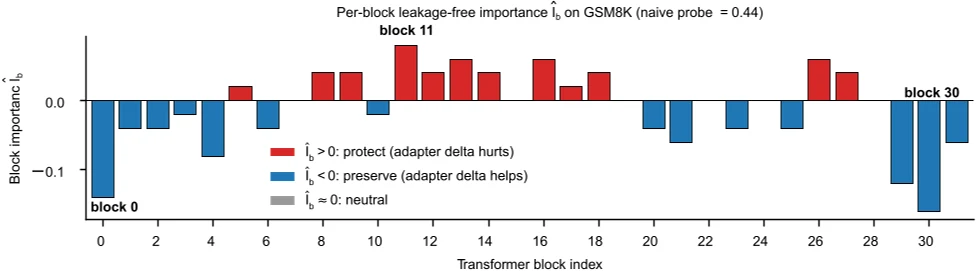 Per-block leakage-free importance Î_b on GSM8K (naive probe = 0.44)
block 11
Block importanc Î_b
0.0
−0.1
block 30
Î_b > 0: protect (adapter delta hurts)
Î_b < 0: preserve (adapter delta helps)
Î_b ≈ 0: neutral
block 0
0 2 4 6 8 10 12 14 16 18 20 22 24 26 28 30
Transformer block index